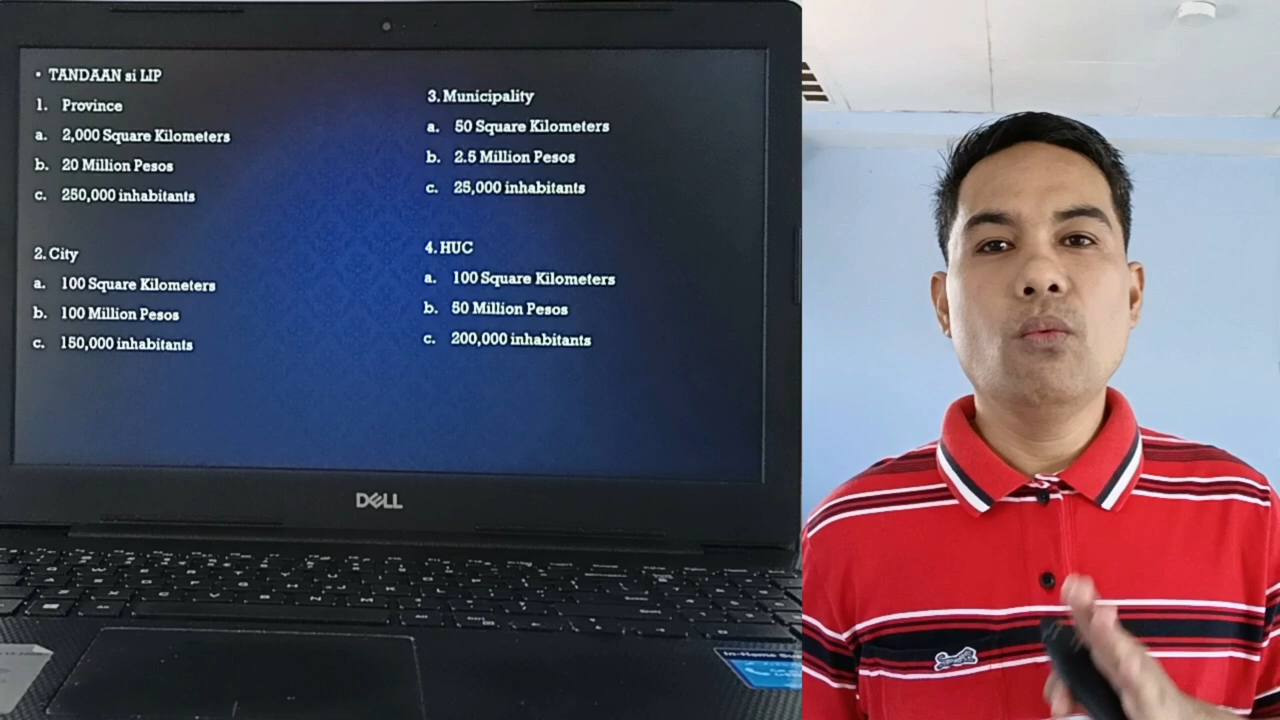 • TANDAAN si LIP
1. Province
a. 2,000 Square Kilometers
b. 20 Million Pesos
c. 250,000 inhabitants
2. City
a. 100 Square Kilometers
b. 100 Million Pesos
c. 150,000 inhabitants
3. Municipality
a. 50 Square Kilometers
b. 2.5 Million Pesos
c. 25,000 inhabitants
4. HUC
a. 100 Square Kilometers
b. 50 Million Pesos
c. 200,000 inhabitants
DELL